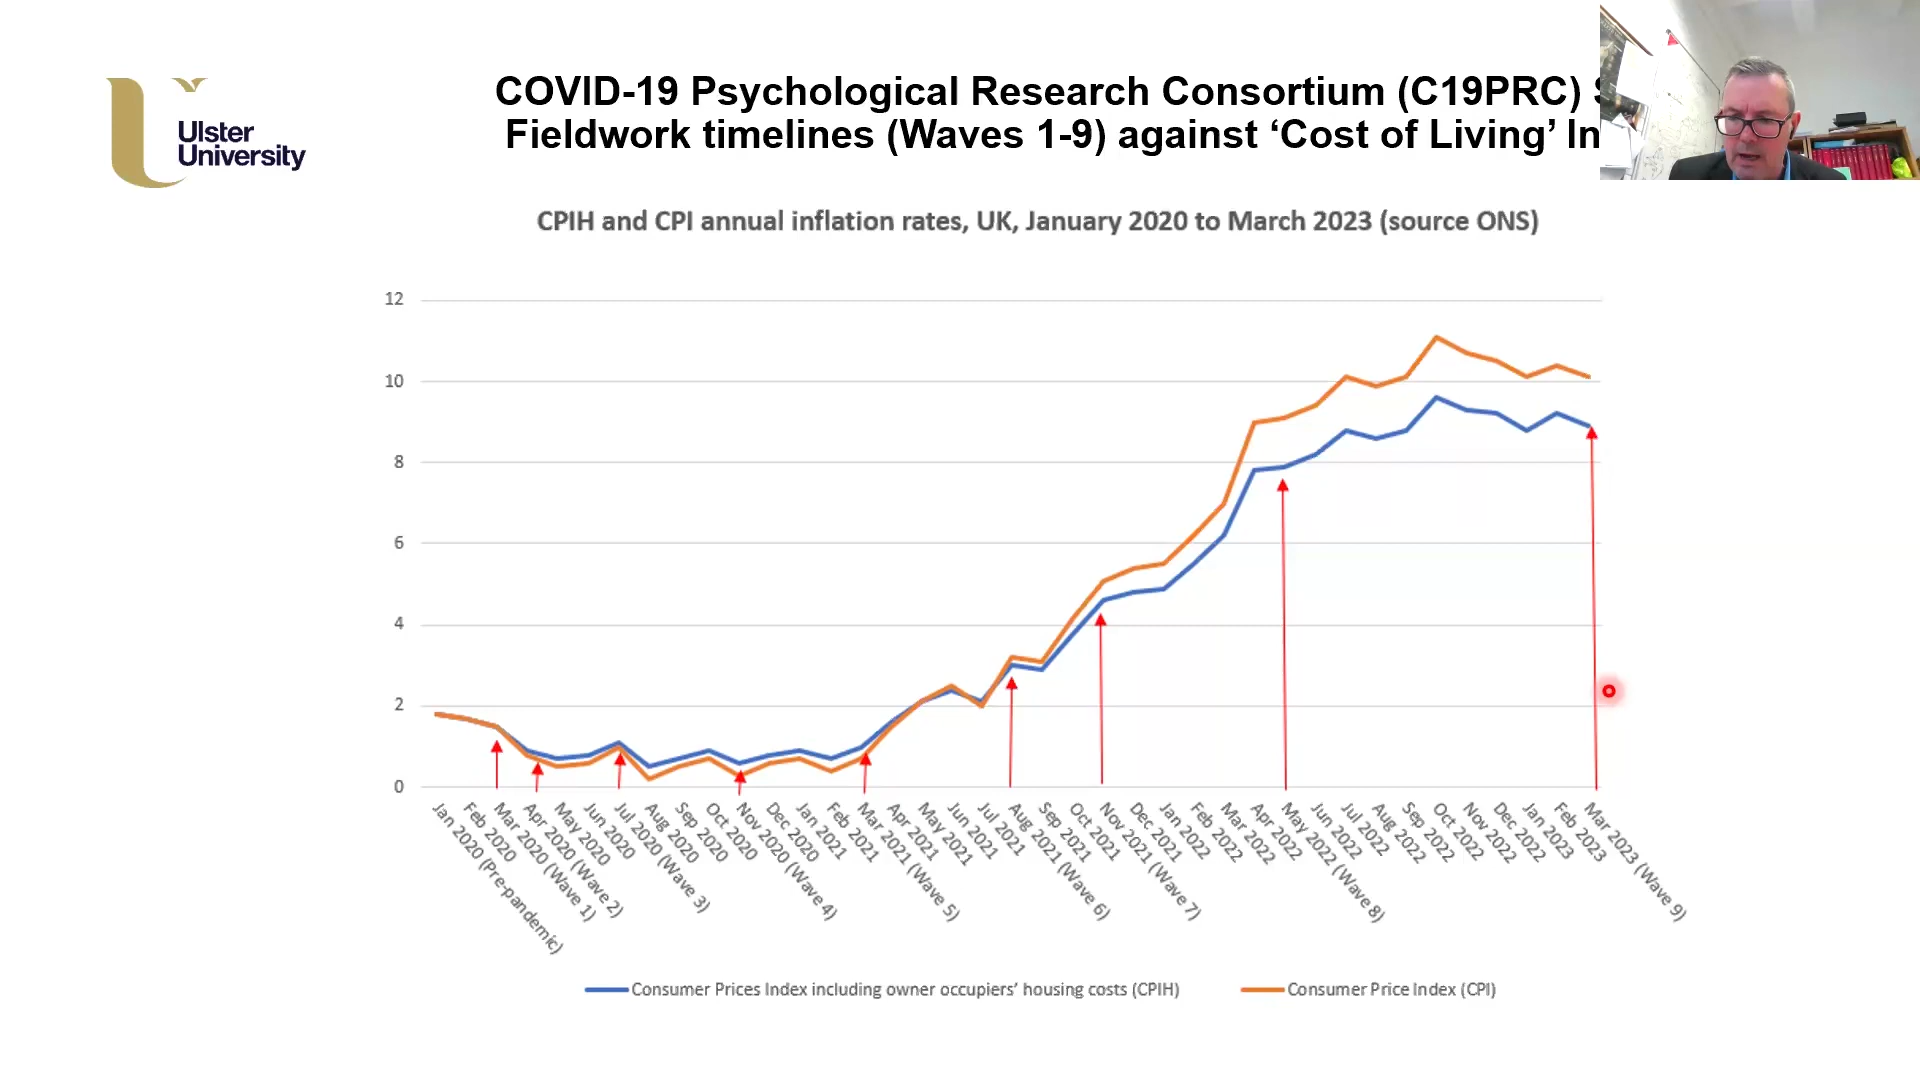 Ulster
University
COVID-19 Psychological Research Consortium (C19PRC)
Fieldwork timelines (Waves 1-9) against ‘Cost of Living’ In
CPIH and CPI annual inflation rates, UK, January 2020 to March 2023 (source ONS)
12
10
8
6
4
2
0
Jan 2020 (Pre-pandemic)
Feb 2020
Mar 2020 (Wave 1)
Apr 2020 (Wave 2)
May 2020
Jun 2020
Jul 2020 (Wave 3)
Aug 2020
Sep 2020
Oct 2020
Nov 2020 (Wave 4)
Dec 2020
Jan 2021
Feb 2021
Mar 2021 (Wave 5)
Apr 2021
May 2021
Jun 2021
Jul 2021
Aug 2021 (Wave 6)
Sep 2021
Oct 2021
Nov 2021 (Wave 7)
Dec 2021
Jan 2022
Feb 2022
Mar 2022
Apr 2022
May 2022 (Wave 8)
Jun 2022
Jul 2022
Aug 2022
Sep 2022
Oct 2022
Nov 2022
Dec 2022
Jan 2023
Feb 2023
Mar 2023 (Wave 9)
Consumer Prices Index including owner occupiers’ housing costs (CPIH)
Consumer Price Index (CPI)